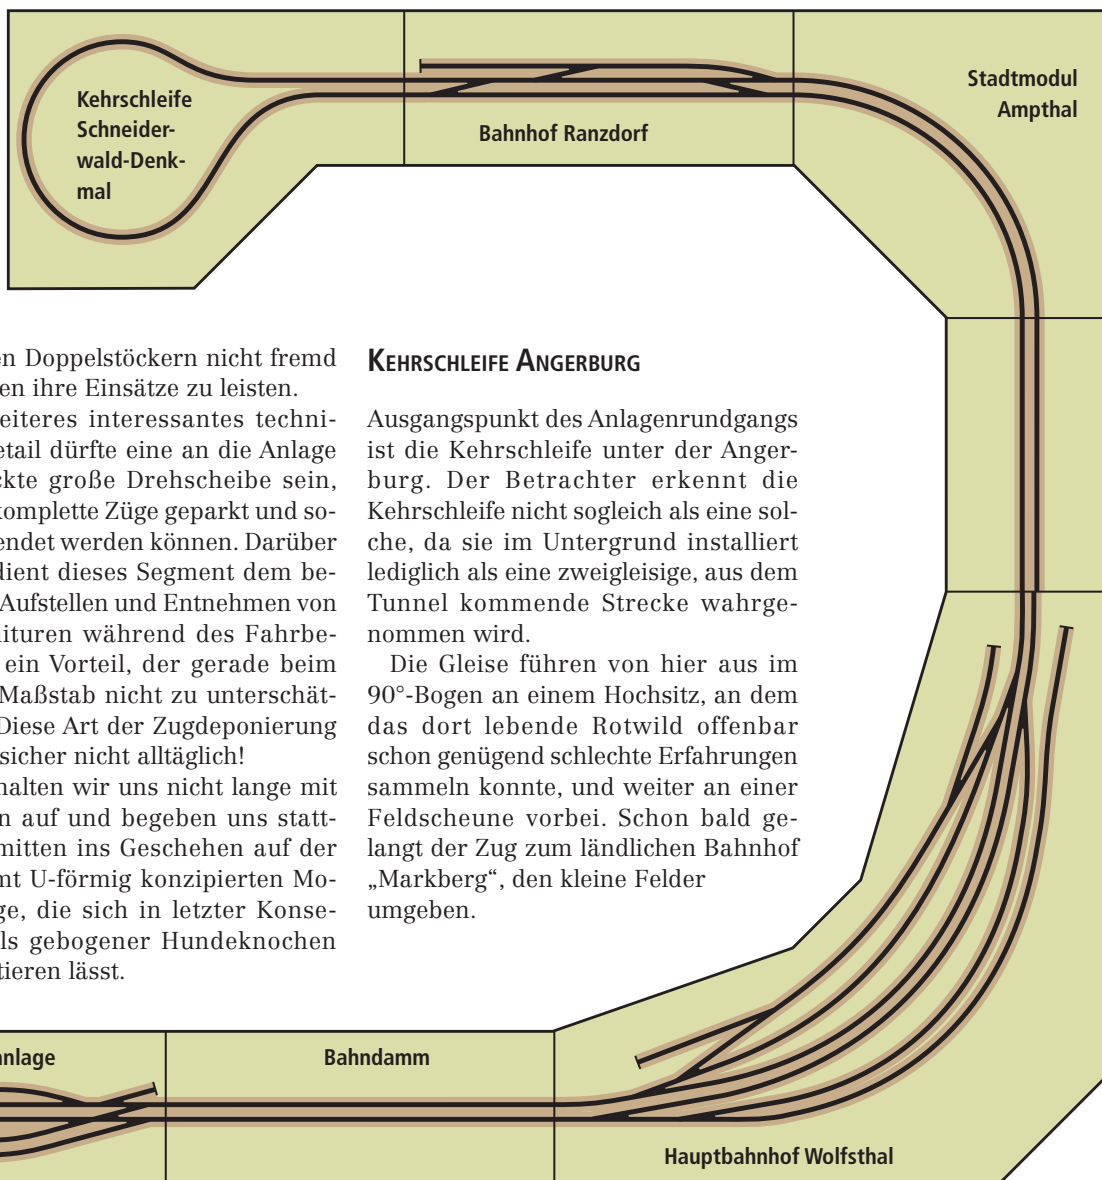 Kehrschleife
Schneider-
wald-Denk-
mal
Bahnhof Ranzdorf
Stadtmodul
Ampthal
en Doppelstöckern nicht fremd
en ihre Einsätze zu leisten.
eiteres interessantes techni-
etail dürfte eine an die Anlage
ckte große Drehscheibe sein,
komplette Züge geparkt und so-
endet werden können. Darüber
dient dieses Segment dem be-
Aufstellen und Entnehmen von
nituren während des Fahrbe-
ein Vorteil, der gerade beim
Maßstab nicht zu unterschät-
Diese Art der Zugdeponierung
sicher nicht alltäglich!
halten wir uns nicht lange mit
n auf und begeben uns statt-
mitten ins Geschehen auf der
mt U-förmig konzipierten Mo-
ge, die sich in letzter Konse-
ls gebogener Hundeknochen
tieren lässt.
KEHRSCHLEIFE ANGERBURG
Ausgangspunkt des Anlagenrundgangs
ist die Kehrschleife unter der Anger-
burg. Der Betrachter erkennt die
Kehrschleife nicht sogleich als eine sol-
che, da sie im Untergrund installiert
lediglich als eine zweigleisige, aus dem
Tunnel kommende Strecke wahrge-
nommen wird.
Die Gleise führen von hier aus im
90°-Bogen an einem Hochsitz, an dem
das dort lebende Rotwild offenbar
schon genügend schlechte Erfahrungen
sammeln konnte, und weiter an einer
Feldscheune vorbei. Schon bald ge-
langt der Zug zum ländlichen Bahnhof
„Markberg“, den kleine Felder
umgeben.
nlage
Bahndamm
Hauptbahnhof Wolfsthal